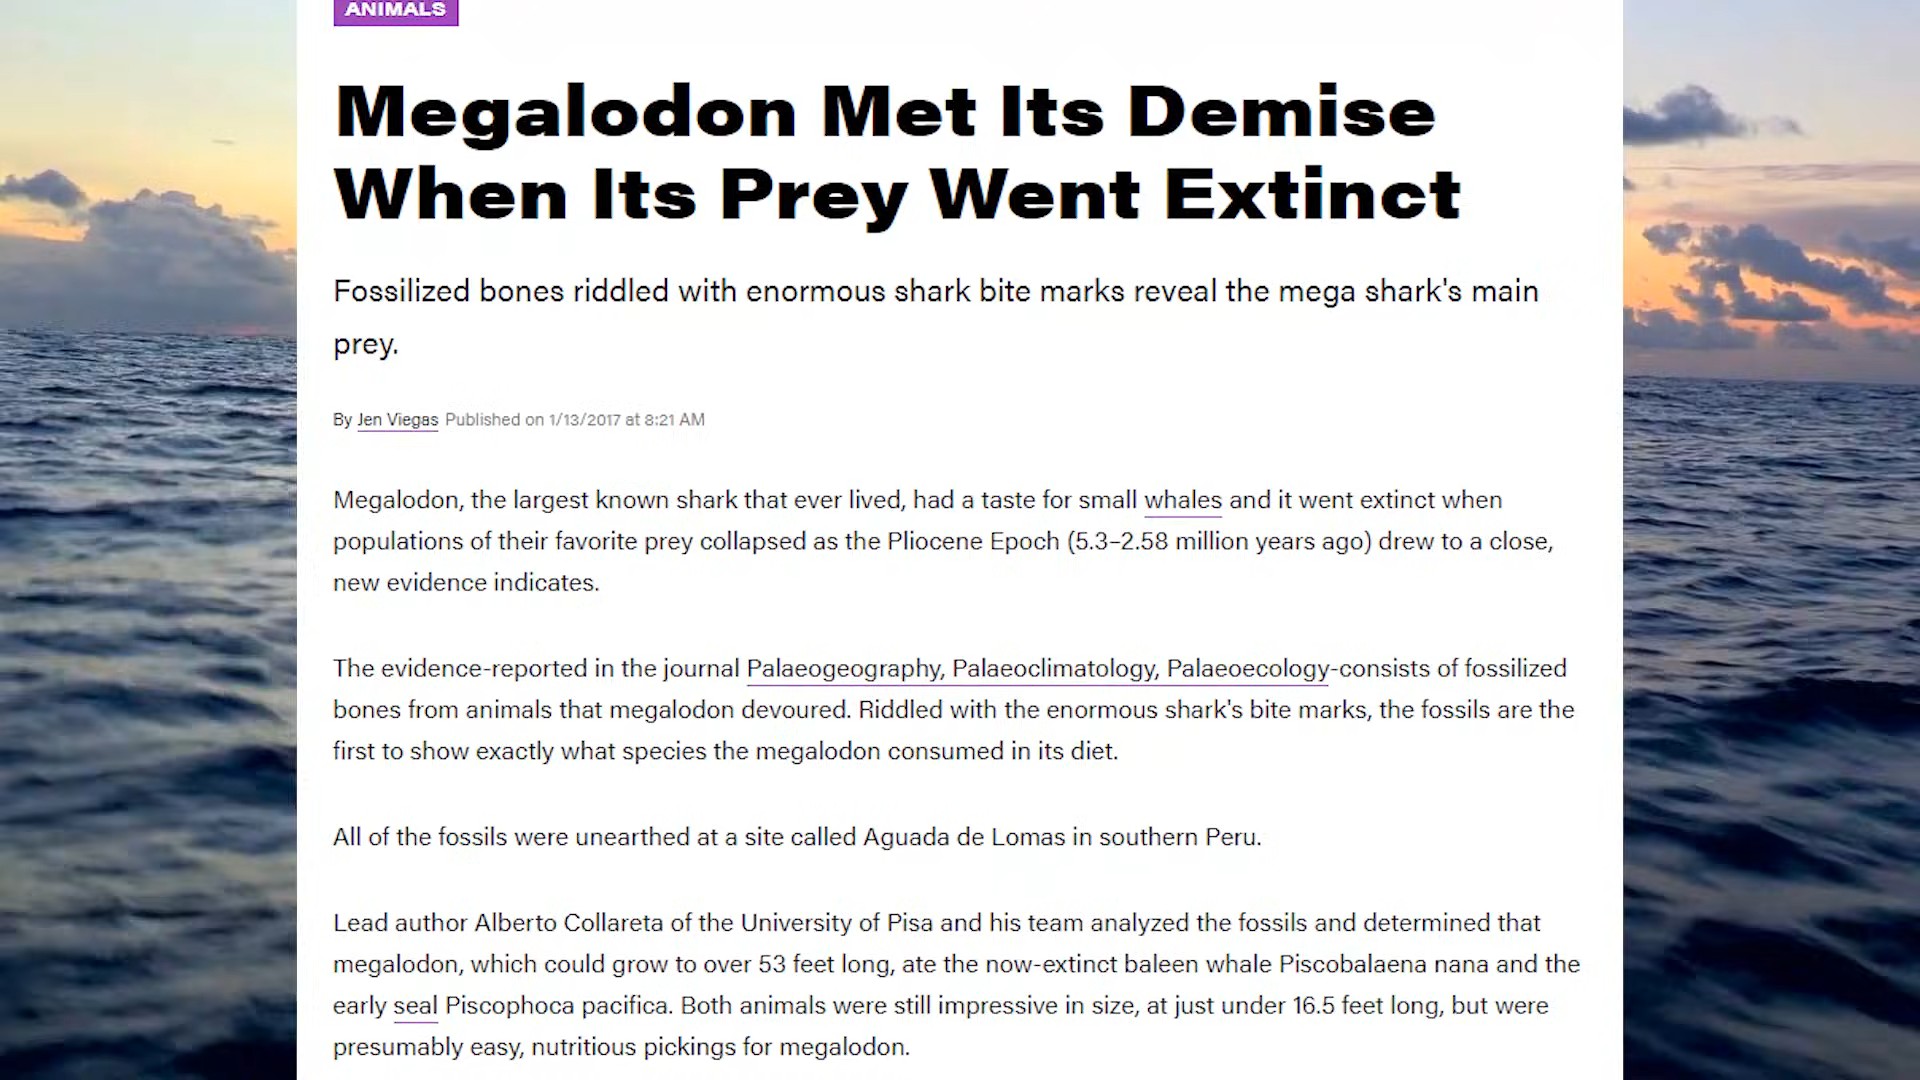 ANIMALS
Megalodon Met Its Demise
When Its Prey Went Extinct
Fossilized bones riddled with enormous shark bite marks reveal the mega shark's main
prey.
By Jen Viegas Published on 1/13/2017 at 8:21 AM
Megalodon, the largest known shark that ever lived, had a taste for small whales and it went extinct when
populations of their favorite prey collapsed as the Pliocene Epoch (5.3–2.58 million years ago) drew to a close,
new evidence indicates.
The evidence-reported in the journal Palaeogeography, Palaeoclimatology, Palaeoecology-consists of fossilized
bones from animals that megalodon devoured. Riddled with the enormous shark's bite marks, the fossils are the
first to show exactly what species the megalodon consumed in its diet.
All of the fossils were unearthed at a site called Aguada de Lomas in southern Peru.
Lead author Alberto Collareta of the University of Pisa and his team analyzed the fossils and determined that
megalodon, which could grow to over 53 feet long, ate the now-extinct baleen whale Piscobalaena nana and the
early seal Piscophoca pacifica. Both animals were still impressive in size, at just under 16.5 feet long, but were
presumably easy, nutritious pickings for megalodon.